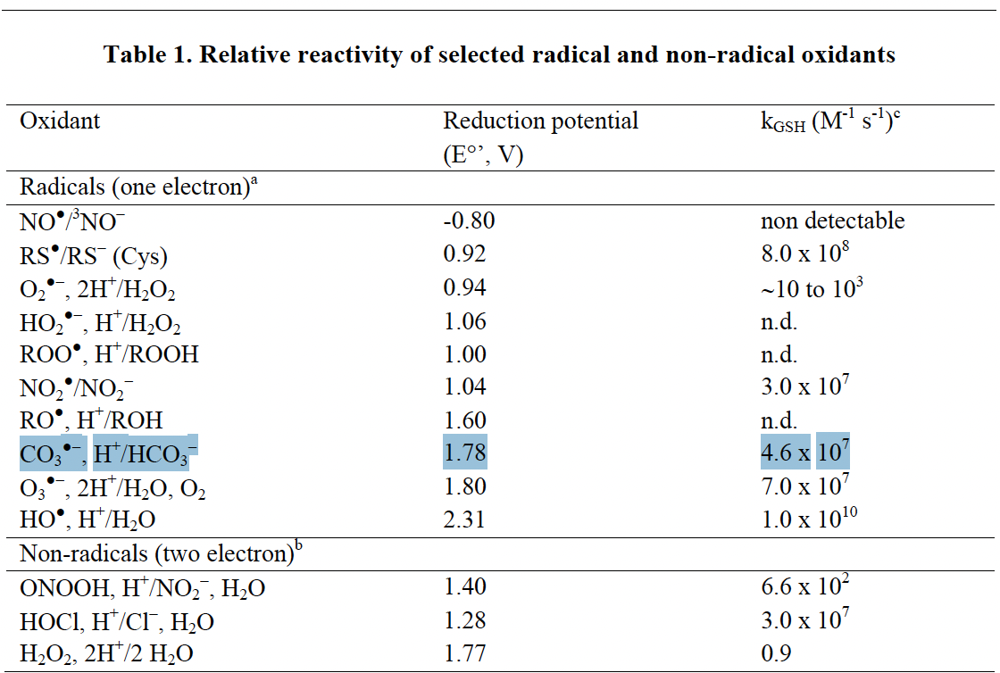 Table 1. Relative reactivity of selected radical and non-radical oxidants
Oxidant Reduction potential (E°’, V) k_GSH (M⁻¹ s⁻¹)ᶜ
Radicals (one electron)ᵃ
NO•/³NO⁻ -0.80 non detectable
RS•/RS⁻ (Cys) 0.92 8.0 x 10⁸
O₂•⁻, 2H⁺/H₂O₂ 0.94 ~10 to 10³
HO₂•⁻, H⁺/H₂O₂ 1.06 n.d.
ROO•, H⁺/ROOH 1.00 n.d.
NO₂•/NO₂⁻ 1.04 3.0 x 10⁷
RO•, H⁺/ROH 1.60 n.d.
CO₃•⁻, H⁺/HCO₃⁻ 1.78 4.6 x 10⁷
O₃•⁻, 2H⁺/H₂O, O₂ 1.80 7.0 x 10⁷
HO•, H⁺/H₂O 2.31 1.0 x 10¹⁰
Non-radicals (two electron)ᵇ
ONOOH, H⁺/NO₂⁻, H₂O 1.40 6.6 x 10²
HOCl, H⁺/Cl⁻, H₂O 1.28 3.0 x 10⁷
H₂O₂, 2H⁺/2 H₂O 1.77 0.9